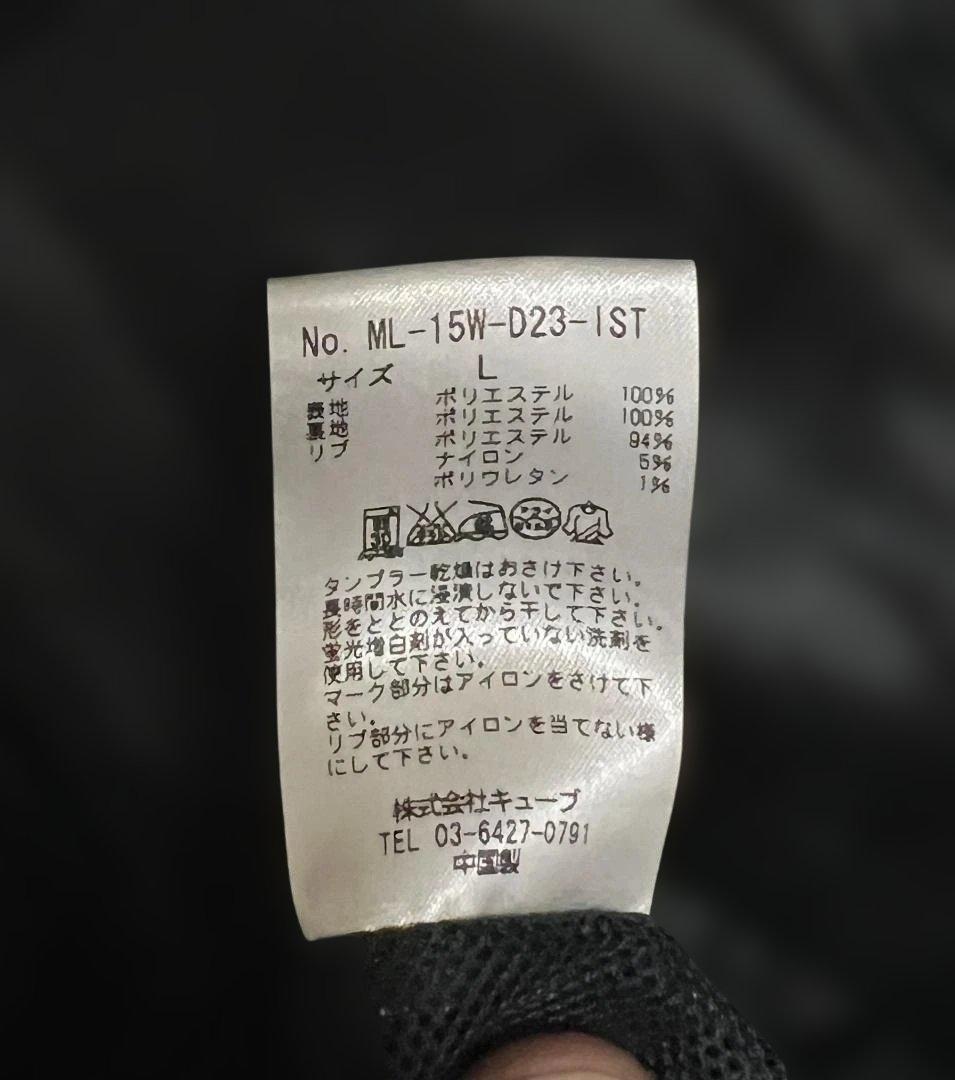 No. ML-15W-D23-IST
サイズ L
表地 ポリエステル 100%
裏地 ポリエステル 100%
リブ ポリエステル 94%
ナイロン 5%
ポリウレタン 1%
タンブラー乾燥はおさけ下さい。
長時間水に浸漬しないで下さい。
形をととのえてから干して下さい。
蛍光増白剤が入っていない洗剤を
使用して下さい。
マーク部分はアイロンをさけて下
さい。
リブ部分にアイロンを当てない様
にして下さい。
株式会社キューブ
TEL 03-6427-0791
中国製